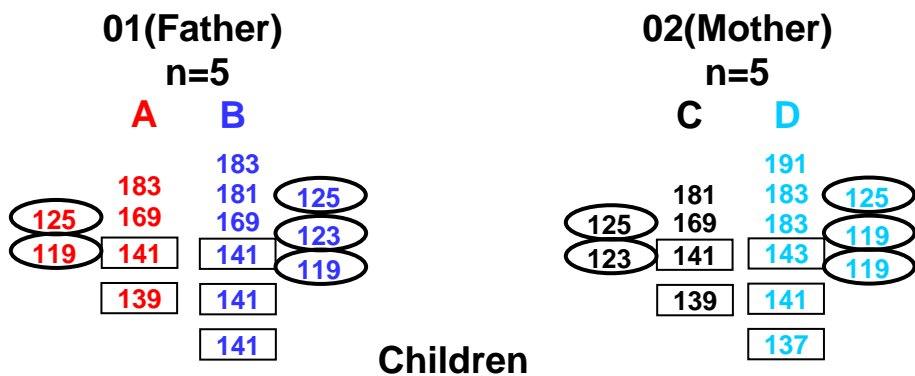 01(Father) 02(Mother)
n=5 n=5
A B C D
183 191
183 181 125 181 183 125
125 169 169 123 125 169 183 119
119 141 141 119 123 141 143 119
139 141 139 141
141 137
Children